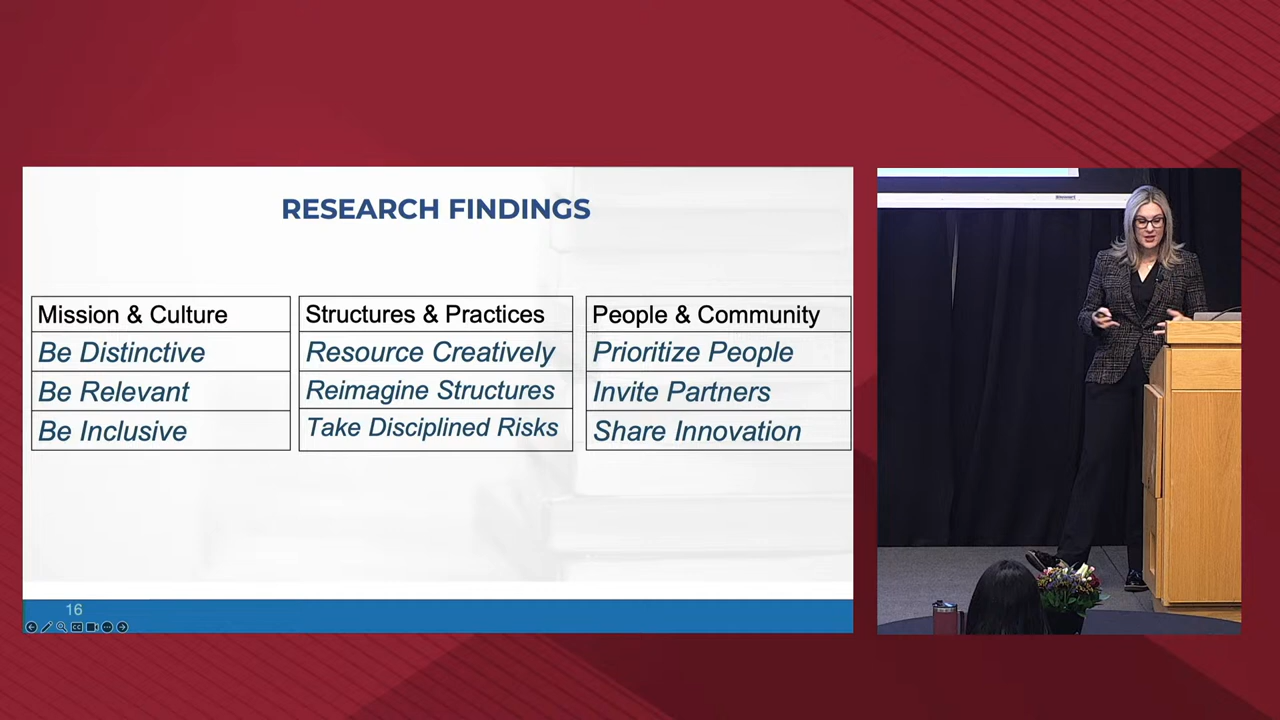 RESEARCH FINDINGS
Mission & Culture
Be Distinctive
Be Relevant
Be Inclusive
Structures & Practices
Resource Creatively
Reimagine Structures
Take Disciplined Risks
People & Community
Prioritize People
Invite Partners
Share Innovation
16
CC